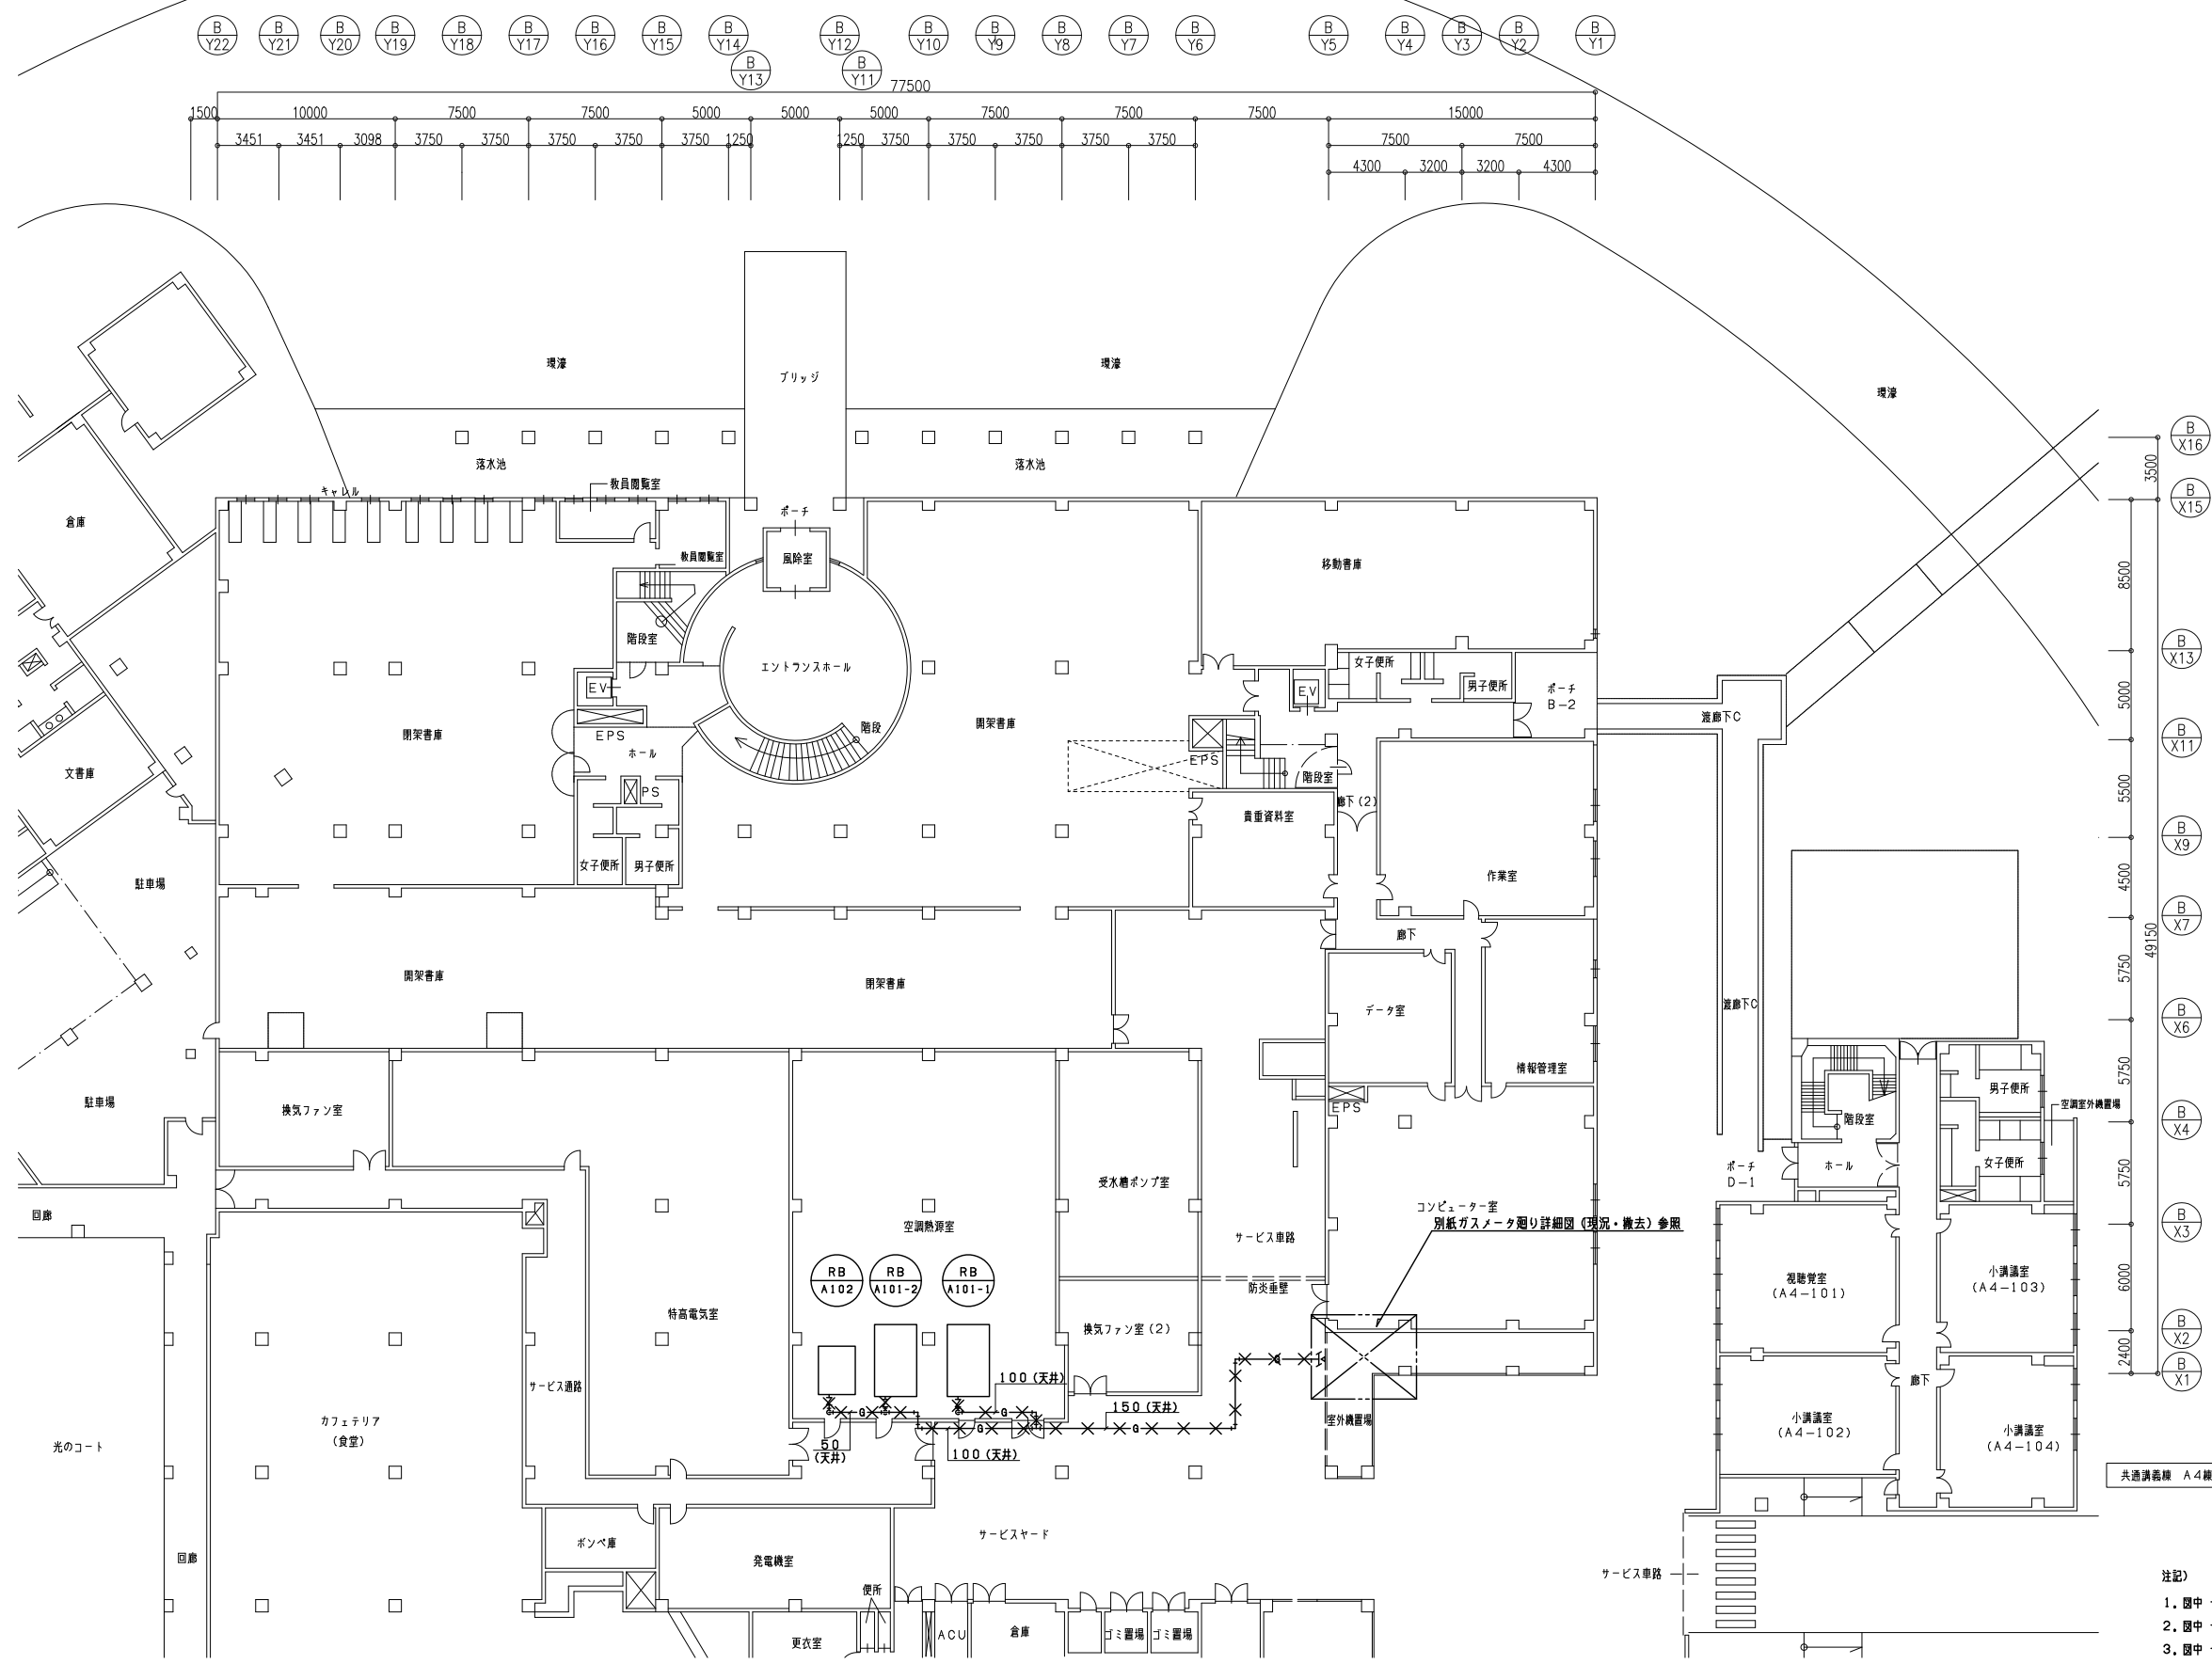 B B B B B B B B B B B B B B B B B B B B
Y22 Y21 Y20 Y19 Y18 Y17 Y16 Y15 Y14 Y12 Y10 Y9 Y8 Y7 Y6 Y5 Y4 Y3 Y2 Y1
B B
Y13 Y11
77500
1500 10000 7500 7500 5000 5000 5000 7500 7500 7500 15000
3451 3451 3098 3750 3750 3750 3750 3750 1250 1250 3750 3750 3750 3750 3750 7500 7500
4300 3200 3200 4300
環濠
環濠
ブリッジ
環濠
B
X16
3500
落水池
落水池
キャレル
教員閲覧室
B
X15
倉庫
ポーチ
教員閲覧室
風除室
移動書庫
8500
階段室
エントランスホール
女子便所
B
X13
EV
EV
男子便所
ポーチ
B-2
5000
渡廊下C
閉架書庫
EPS
ホール
階段
開架書庫
B
X11
EPS
文書庫
階段室
5500
PS
廊下(2)
貴重資料室
B
X9
女子便所
男子便所
作業室
駐車場
4500
B
X7
廊下
49150
開架書庫
閉架書庫
データ室
渡廊下C
5750
B
X6
情報管理室
5750
駐車場
換気ファン室
EPS
男子便所
空調室外機置場
階段室
B
X4
ポーチ
D-1
ホール
女子便所
受水槽ポンプ室
5750
回廊
コンピューター室
別紙ガスメータ廻り詳細図(現況・撤去)参照
空調熱源室
サービス車路
B
X3
RB RB RB
A102 A101-2 A101-1
防炎垂壁
視聴覚室
(A4-101)
小講議室
(A4-103)
6000
特高電気室
換気ファン室(2)
B
X2
2400
B
X1
100(天井)
サービス通路
廊下
150(天井)
G G G G G
カフェテリア
(食堂)
室外機置場
小講議室
(A4-102)
小講議室
(A4-104)
光のコート
50
(天井)
100(天井)
共通講義棟 A4棟
サービスヤード
ボンベ庫
発電機室
回廊
サービス車路
便所
注記)
1. 図中
2. 図中
3. 図中
更衣室
ACU
倉庫
ゴミ置場
ゴミ置場